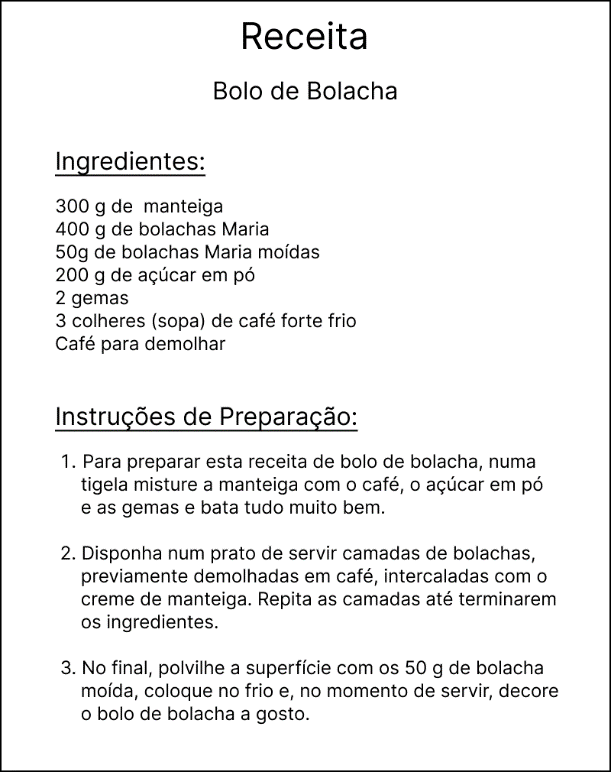 Receita
Bolo de Bolacha
Ingredientes:
300 g de  manteiga
400 g de bolachas Maria
50g de bolachas Maria moídas
200 g de açúcar em pó
2 gemas
3 colheres (sopa) de café forte frio
Café para demolhar
Instruções de Preparação:
1. Para preparar esta receita de bolo de bolacha, numa
tigela misture a manteiga com o café, o açúcar em pó
e as gemas e bata tudo muito bem.
2. Disponha num prato de servir camadas de bolachas,
previamente demolhadas em café, intercaladas com o
creme de manteiga. Repita as camadas até terminarem
os ingredientes.
3. No final, polvilhe a superfície com os 50 g de bolacha
moída, coloque no frio e, no momento de servir, decore
o bolo de bolacha a gosto.